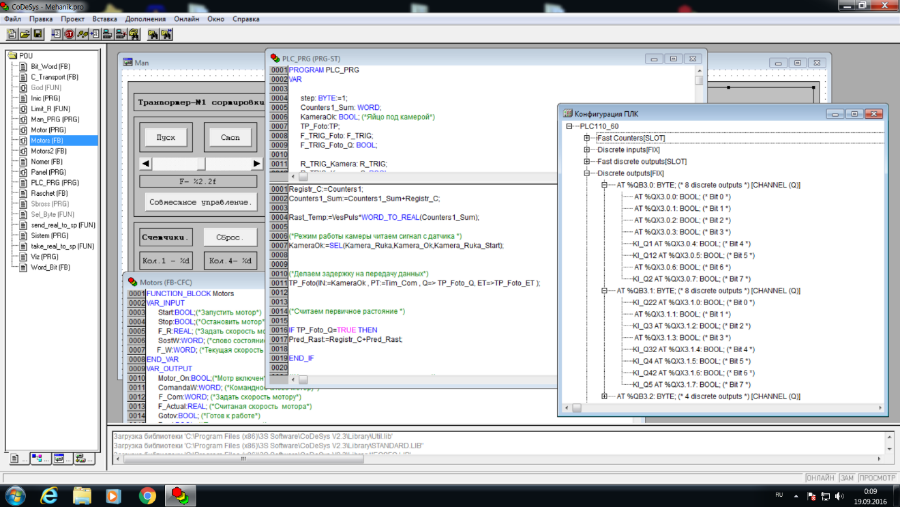 CoDeSys - Mehanik.pro
Файл Правка Проект Вставка Дополнения Онлайн Окно Справка
POU
Bit_Word (FB)
C_Transport (FB)
God (FUN)
Inic (PRG)
Limit_R (FUN)
Man_PRG (PRG)
Motor (PRG)
Motors (FB)
Motors2 (FB)
Nomer (FB)
Panel (PRG)
PLC_PRG (PRG)
Raschet (FB)
Sbross (PRG)
Sel_Byte (FUN)
send_real_to_sp (FUN)
Sistem (PRG)
take_real_to_sp (FUN)
Viz (PRG)
Word_Bit (FB)
Man
Транпортер-№1 сортировки
Пуск
Стоп
F= %2.2f
Совместное управление.
Счетчики.
Сброс.
Кол.1 - %d
Кол.4- %d
Motors (FB-CFC)
0001 FUNCTION_BLOCK Motors
0002 VAR_INPUT
0003 Start:BOOL;(*Запустить мотор*)
0004 Stop:BOOL;(*Остановить мотор*)
0005 F_R:REAL; (*Задать скорость мо
0006 SostW:WORD; (*слово состояни
0007 F_W:WORD; (*Текущая скорость
0008 END_VAR
0009 VAR_OUTPUT
0010 Motor_On:BOOL;(*Мотр включен
0011 ComandaW:WORD; (*Командное слово мотора*)
0012 F_Com:WORD; (*Задать скорость мотору*)
0013 F_Actual:REAL; (*Считаная скорость мотора*)
0014 Gotov:BOOL; (*Готов к работе*)
PLC_PRG (PRG-ST)
0001 PROGRAM PLC_PRG
0002 VAR
0003
0004 step: BYTE:=1;
0005 Counters1_Sum: WORD;
0006 KameraOk: BOOL; (*Яйцо под камерой*)
0007 TP_Foto:TP;
0008 F_TRIG_Foto: F_TRIG;
0009 F_TRIG_Foto_Q: BOOL;
0010
0011 R_TRIG_Kamera: R_TRIG;
0001 Registr_C:=Counters1;
0002 Counters1_Sum:=Counters1_Sum+Registr_C;
0003
0004 Rast_Temp:=VesPuls*WORD_TO_REAL(Counters1_Sum);
0005
0006 (*Режим работы камеры читаем сигнал с датчика *)
0007 KameraOk:=SEL(Kamera_Ruka,Kamera_Ok,Kamera_Ruka_Start);
0008
0009
0010 (*Делаем задержку на передачу данных*)
0011 TP_Foto(IN:=KameraOk , PT:=Tim_Com , Q=> TP_Foto_Q, ET=>TP_Foto_ET );
0012
0013
0014 (*Считаем первичное растояние *)
0015
0016 IF TP_Foto_Q=TRUE THEN
0017 Pred_Rast:=Registr_C+Pred_Rast;
0018
0019 END_IF
0020
Конфигурация ПЛК
PLC110_60
Fast Counters[SLOT]
Discrete inputs[FIX]
Fast discrete outputs[SLOT]
Discrete outputs[FIX]
AT %QB3.0: BYTE; (* 8 discrete outputs *) [CHANNEL (Q)]
AT %QX3.0.0: BOOL; (* Bit 0 *)
AT %QX3.0.1: BOOL; (* Bit 1 *)
AT %QX3.0.2: BOOL; (* Bit 2 *)
AT %QX3.0.3: BOOL; (* Bit 3 *)
KI_Q1 AT %QX3.0.4: BOOL; (* Bit 4 *)
KI_Q12 AT %QX3.0.5: BOOL; (* Bit 5 *)
AT %QX3.0.6: BOOL; (* Bit 6 *)
KI_Q2 AT %QX3.0.7: BOOL; (* Bit 7 *)
AT %QB3.1: BYTE; (* 8 discrete outputs *) [CHANNEL (Q)]
KI_Q22 AT %QX3.1.0: BOOL; (* Bit 0 *)
AT %QX3.1.1: BOOL; (* Bit 1 *)
KI_Q3 AT %QX3.1.2: BOOL; (* Bit 2 *)
AT %QX3.1.3: BOOL; (* Bit 3 *)
KI_Q32 AT %QX3.1.4: BOOL; (* Bit 4 *)
KI_Q4 AT %QX3.1.5: BOOL; (* Bit 5 *)
KI_Q42 AT %QX3.1.6: BOOL; (* Bit 6 *)
KI_Q5 AT %QX3.1.7: BOOL; (* Bit 7 *)
AT %QB3.2: BYTE; (* 4 discrete outputs *) [CHANNEL (Q)]
Загрузка библиотеки 'C:\Program Files (x86)\3S Software\CoDeSys V2.3\Library\Util.lib'
Загрузка библиотеки 'C:\Program Files (x86)\3S Software\CoDeSys V2.3\Library\STANDARD.LIB'
ОНЛАЙН ЗАМ ПРОСМОТР
RU
0:09
19.09.2016